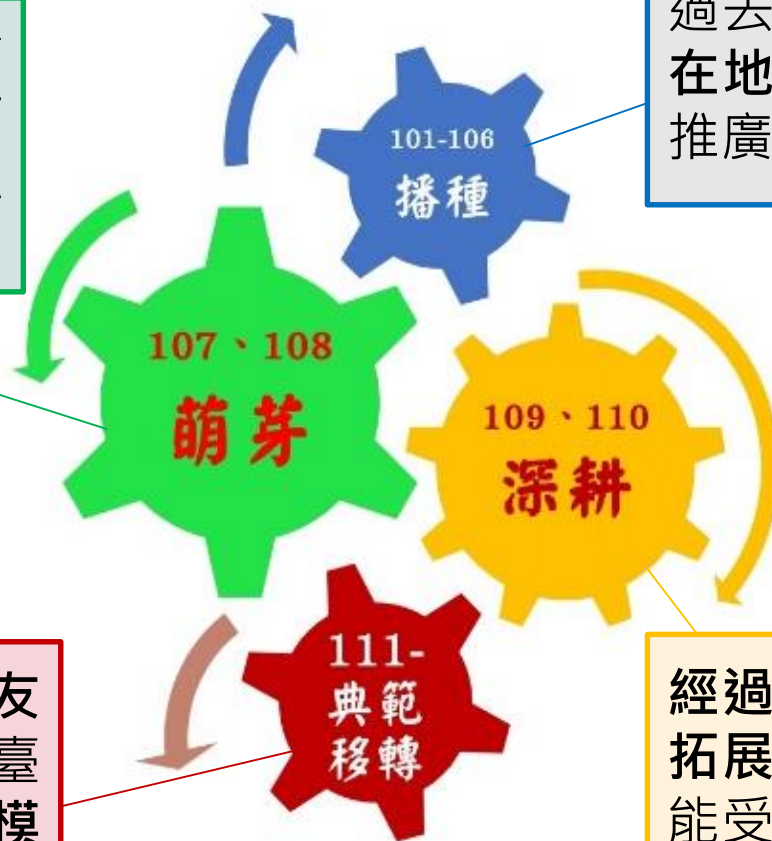 過去
在地
推廣
101-106
播種
107、108
萌芽
109、110
深耕
111-
典範
移轉
友
臺
模
經過
拓展
能受